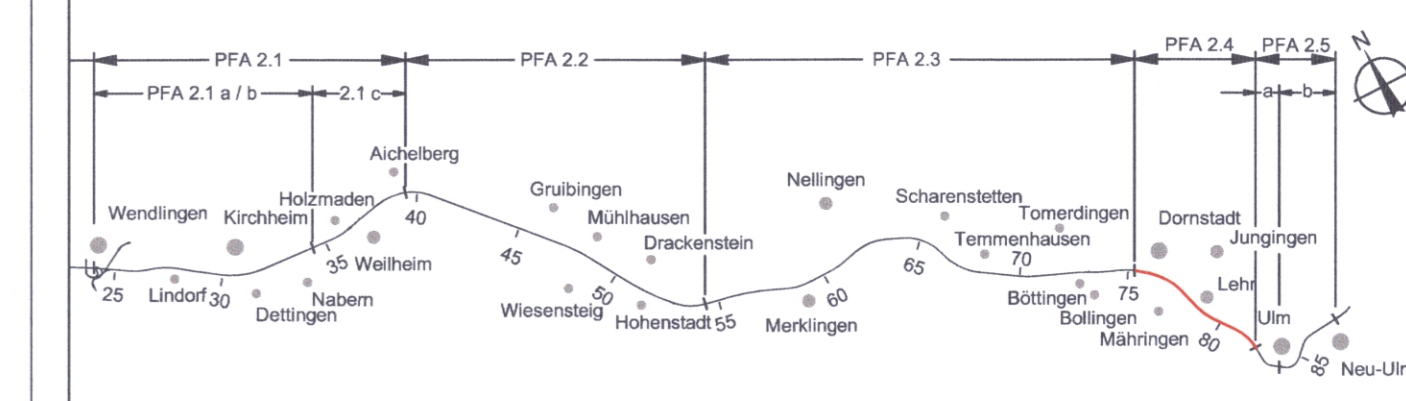 N
PFA 2.1
PFA 2.2
PFA 2.3
PFA 2.4
PFA 2.5
PFA 2.1 a / b
2.1 c
a
b
Aichelberg
Nellingen
Gruibingen
Holzmaden
Scharenstetten
Wendlingen
Kirchheim
40
Mühlhausen
Tomerdingen
Dornstadt
Drackenstein
Temmenhausen
Jungingen
45
35
Weilheim
65
70
25
Lindorf
30
Nabern
50
60
Böttingen
75
Lehr
Dettingen
Wiesensteig
Hohenstadt
55
Merklingen
Bollingen
Ulm
Mähringen
80
85
Neu-Ulm